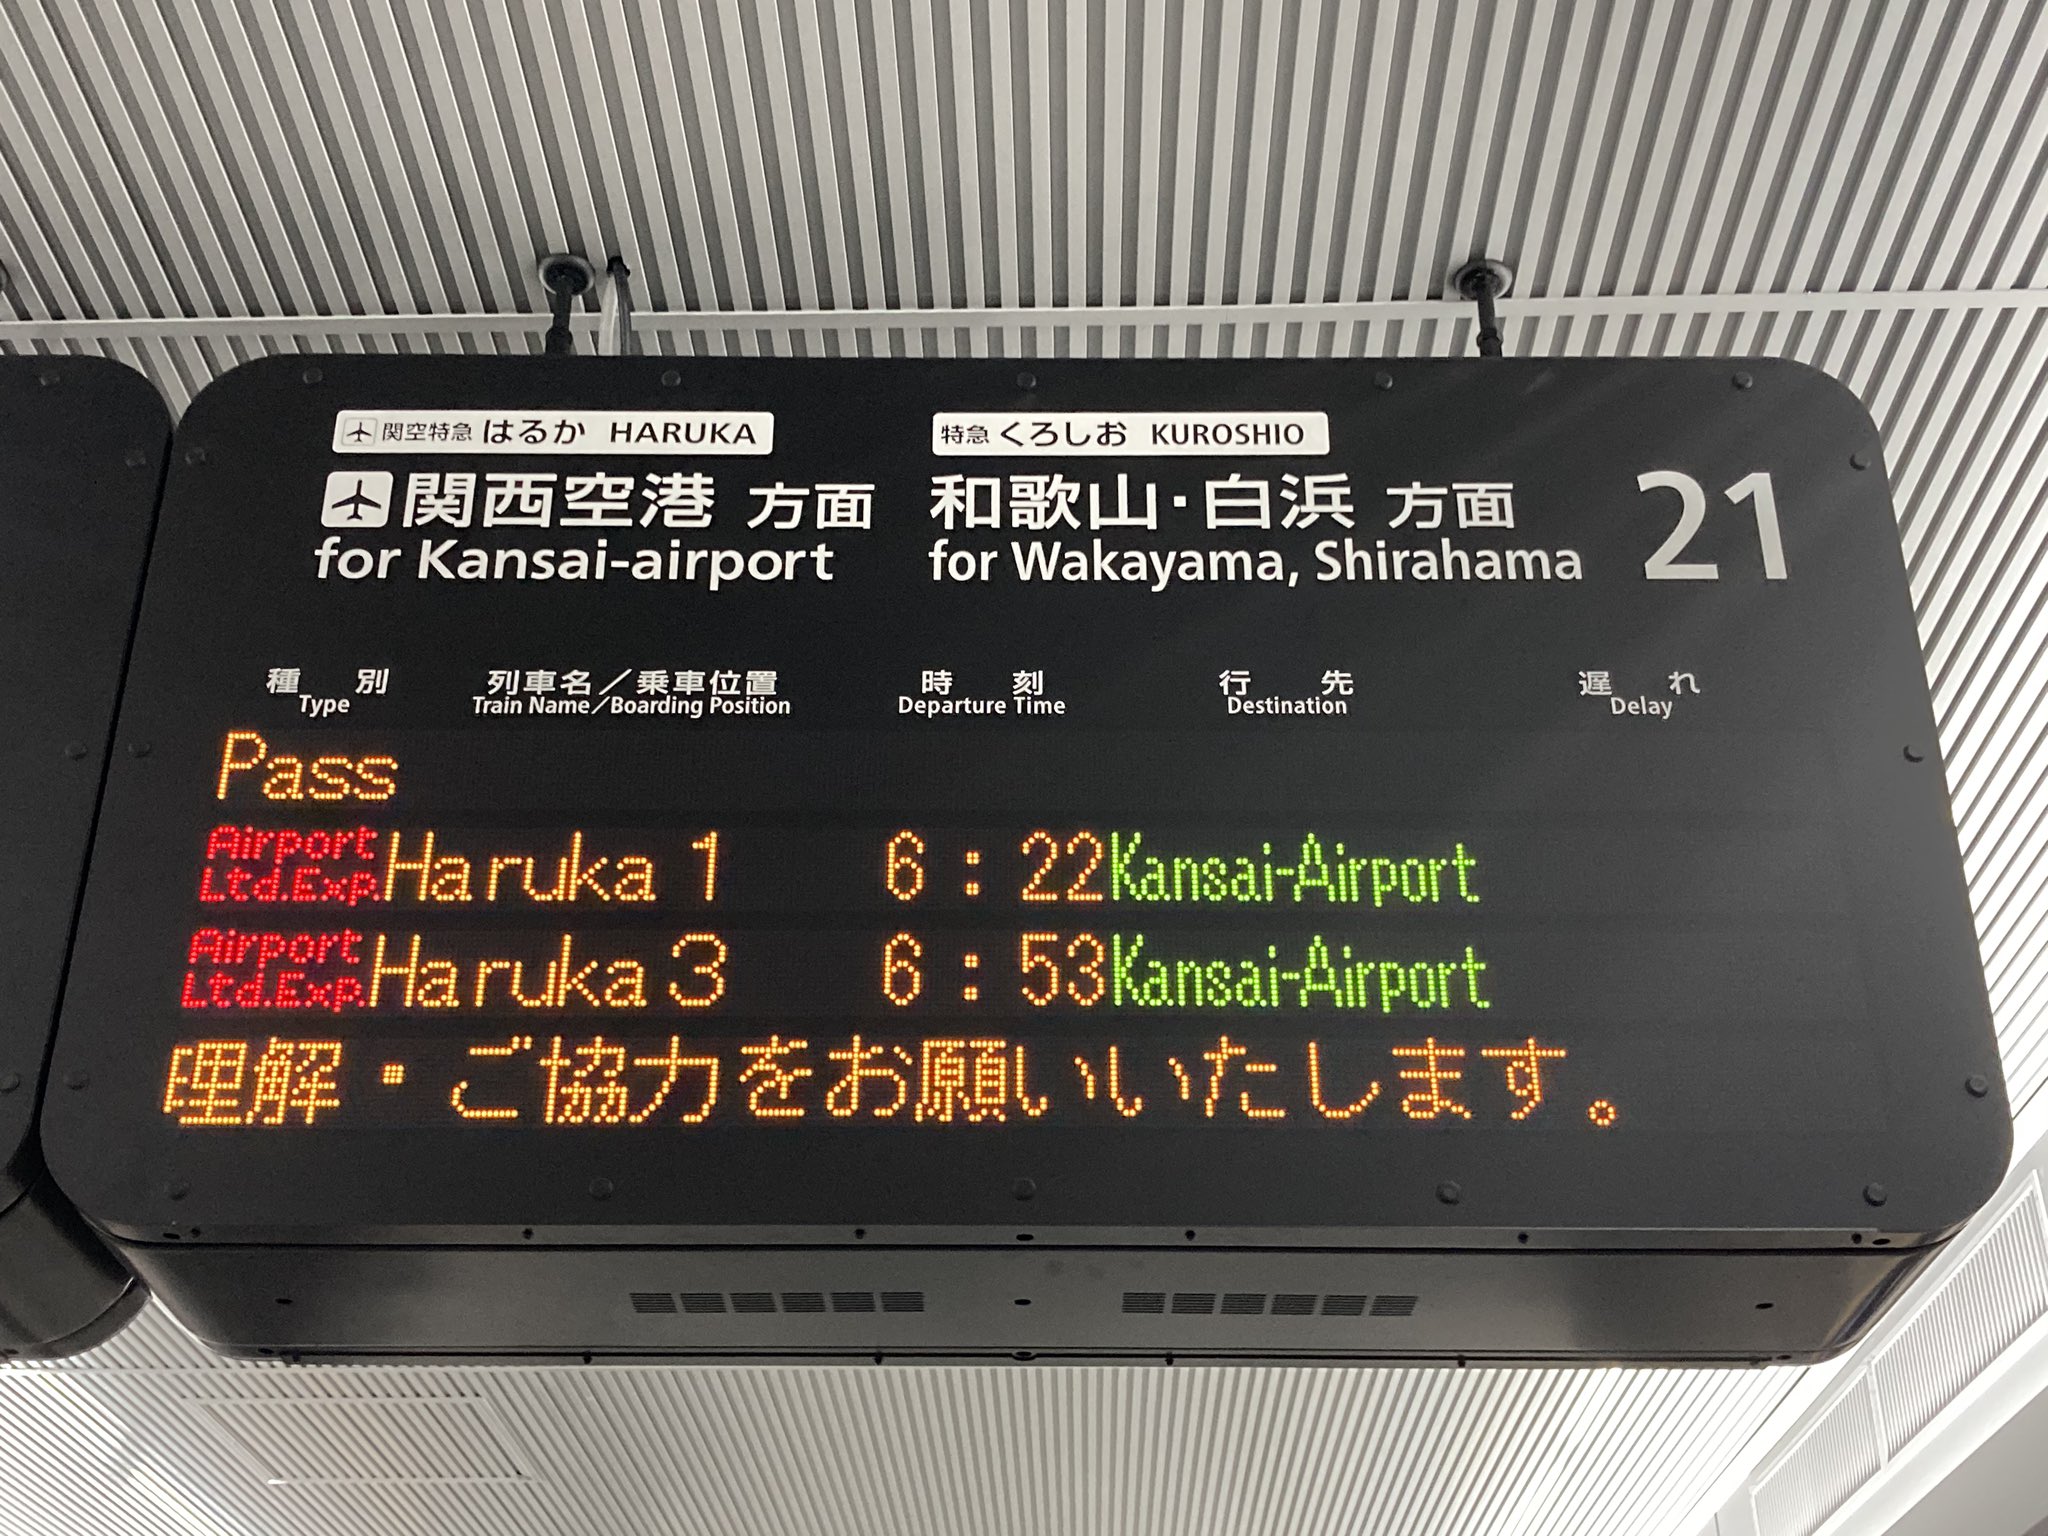 関空特急 はるか HARUKA
特急 くろしお KUROSHIO
関西空港 方面
for Kansai-airport
和歌山・白浜 方面
for Wakayama, Shirahama
21
種別 列車名／乗車位置 時刻 行先 遅れ
Type Train Name／Boarding Position Departure Time Destination Delay
Pass
Airport Ltd.Exp. Haruka 1 6:22 Kansai-Airport
Airport Ltd.Exp. Haruka 3 6:53 Kansai-Airport
理解・ご協力をお願いいたします。